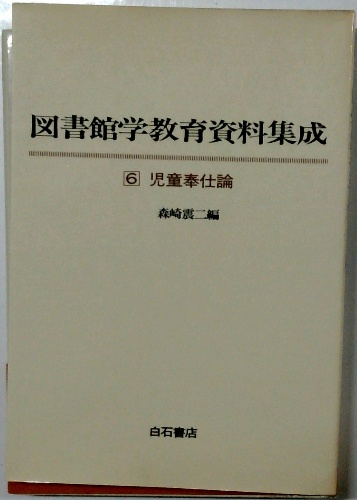 図書館学教育資料集成
6 児童奉仕論
森崎震二編
白石書店